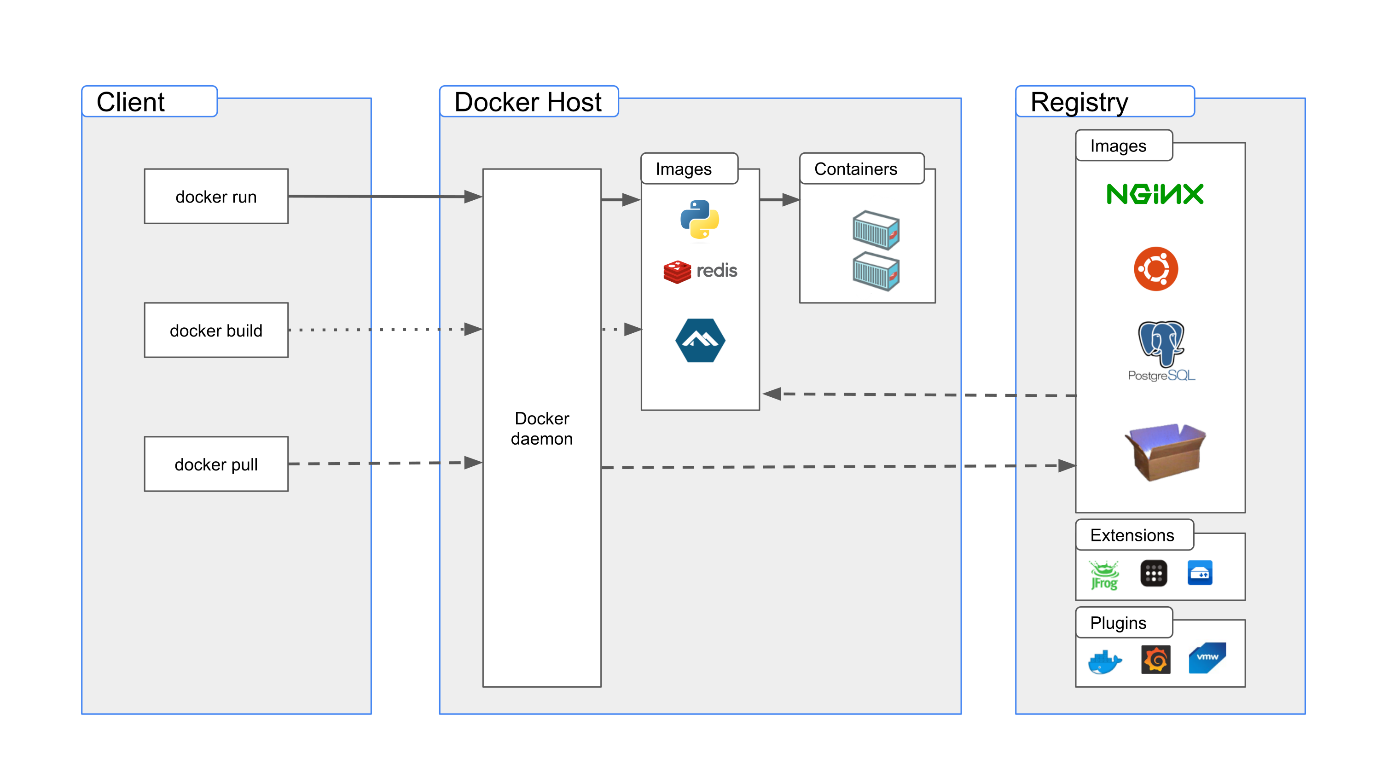 Client
docker run
docker build
docker pull
Docker Host
Docker
daemon
Images
redis
Containers
Registry
Images
NGINX
PostgreSQL
Extensions
JFrog
Plugins
vmw